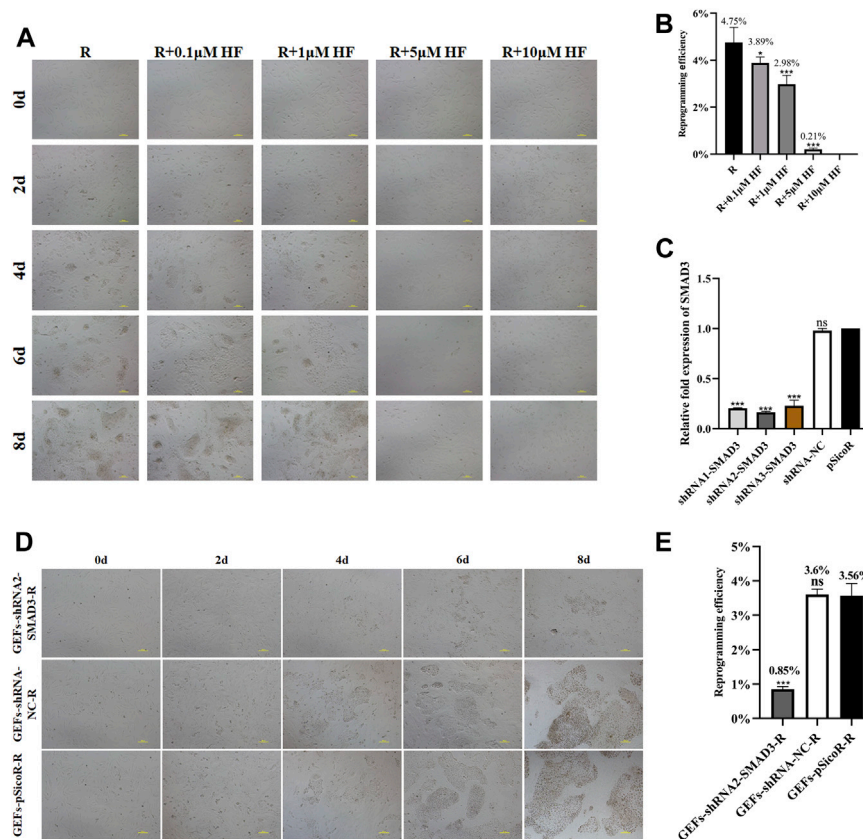 A
R R+0.1μM HF R+1μM HF R+5μM HF R+10μM HF
0d
2d
4d
6d
8d
B
Reprogramming efficiency
6%
4%
2%
0%
4.75%
3.89%
*
2.98%
***
0.21%
***
R
R+0.1μM HF
R+1μM HF
R+5μM HF
R+10μM HF
C
Relative fold expression of SMAD3
1.5
1.0
0.5
0.0
***
***
***
ns
shRNA1-SMAD3
shRNA2-SMAD3
shRNA3-SMAD3
shRNA-NC
pSicoR
D
0d 2d 4d 6d 8d
GEFs-shRNA2-
SMAD3-R
GEFs-shRNA-
NC-R
GEFs-pSicoR-R
E
Reprogramming efficiency
5%
4%
3%
2%
1%
0%
0.85%
***
3.6%
ns
3.56%
GEFs-shRNA2-SMAD3-R
GEFs-shRNA-NC-R
GEFs-pSicoR-R